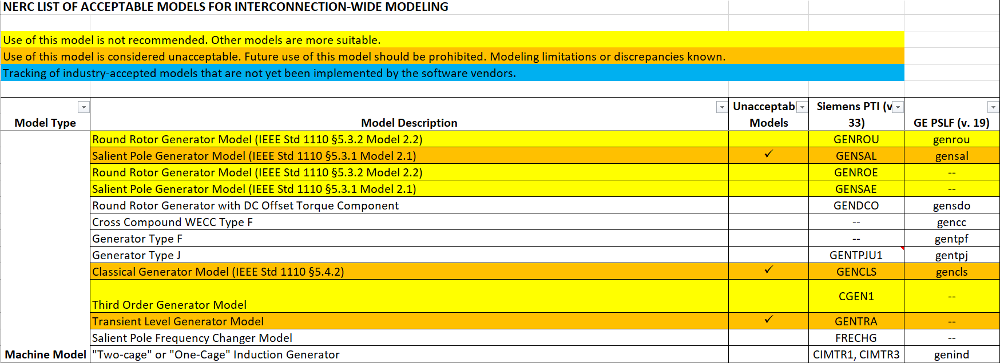 NERC LIST OF ACCEPTABLE MODELS FOR INTERCONNECTION-WIDE MODELING
Use of this model is not recommended. Other models are more suitable.
Use of this model is considered unacceptable. Future use of this model should be prohibited. Modeling limitations or discrepancies known.
Tracking of industry-accepted models that are not yet been implemented by the software vendors.
Model Type Model Description Unacceptabl Models Siemens PTI (v 33) GE PSLF (v. 19)
Round Rotor Generator Model (IEEE Std 1110 §5.3.2 Model 2.2) GENROU genrou
Salient Pole Generator Model (IEEE Std 1110 §5.3.1 Model 2.1) ✓ GENSAL gensal
Round Rotor Generator Model (IEEE Std 1110 §5.3.2 Model 2.2) GENROE --
Salient Pole Generator Model (IEEE Std 1110 §5.3.1 Model 2.1) GENSAE --
Round Rotor Generator with DC Offset Torque Component GENDCO gensdo
Cross Compound WECC Type F -- gencc
Generator Type F -- gentpf
Generator Type J GENTPJU1 gentpj
Classical Generator Model (IEEE Std 1110 §5.4.2) ✓ GENCLS gencls
Third Order Generator Model CGEN1 --
Transient Level Generator Model ✓ GENTRA --
Salient Pole Frequency Changer Model FRECHG --
Machine Model "Two-cage" or "One-Cage" Induction Generator CIMTR1, CIMTR3 genind